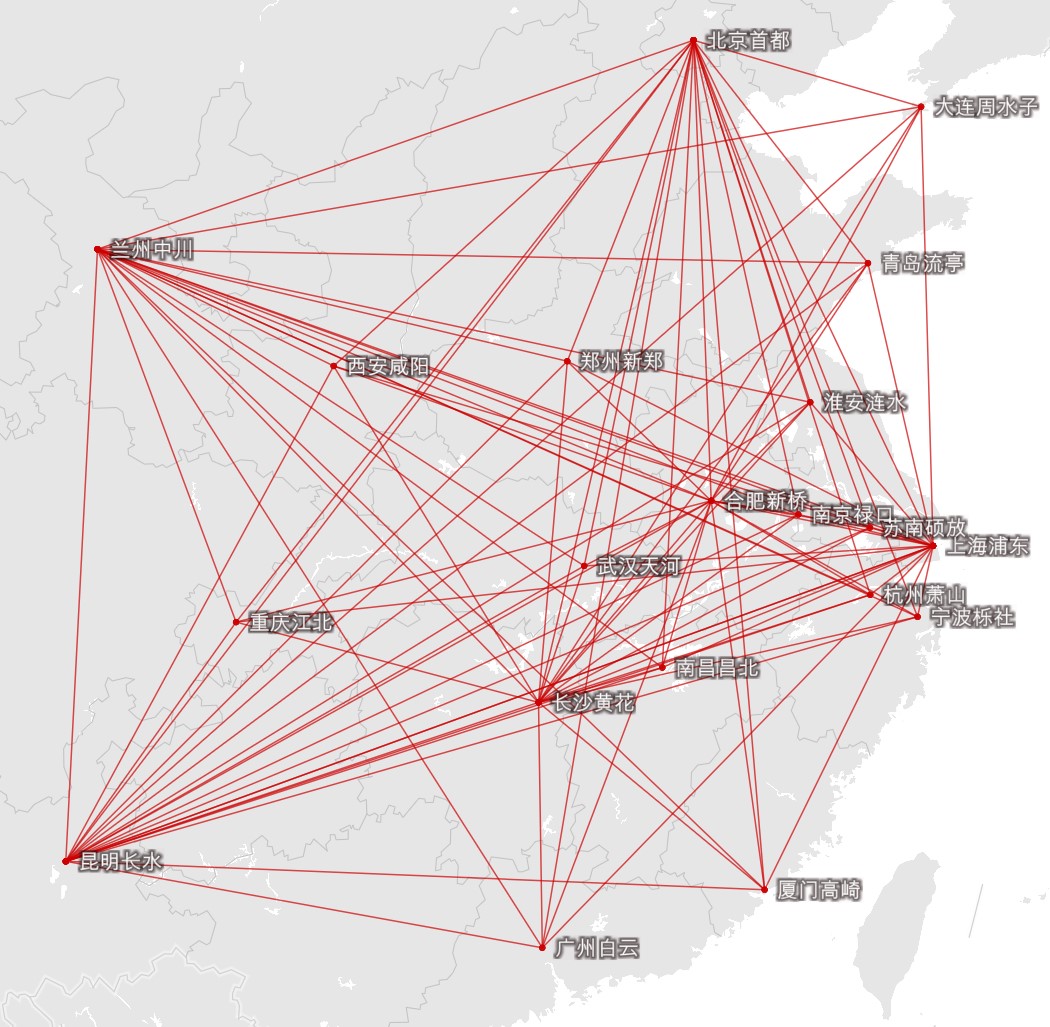 北京首都
大连周水子
兰州中川
青岛流亭
西安咸阳
郑州新郑
淮安涟水
合肥新桥
南京禄口
苏南硕放
上海浦东
武汉天河
杭州萧山
宁波栎社
重庆江北
南昌昌北
长沙黄花
昆明长水
厦门高崎
广州白云